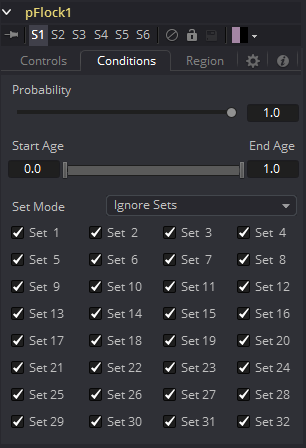 pFlock1
S1 S2 S3 S4 S5 S6
Controls Conditions Region
Probability
1.0
Start Age End Age
0.0 1.0
Set Mode Ignore Sets
Set 1 Set 2 Set 3 Set 4
Set 5 Set 6 Set 7 Set 8
Set 9 Set 10 Set 11 Set 12
Set 13 Set 14 Set 15 Set 16
Set 17 Set 18 Set 19 Set 20
Set 21 Set 22 Set 23 Set 24
Set 25 Set 26 Set 27 Set 28
Set 29 Set 30 Set 31 Set 32